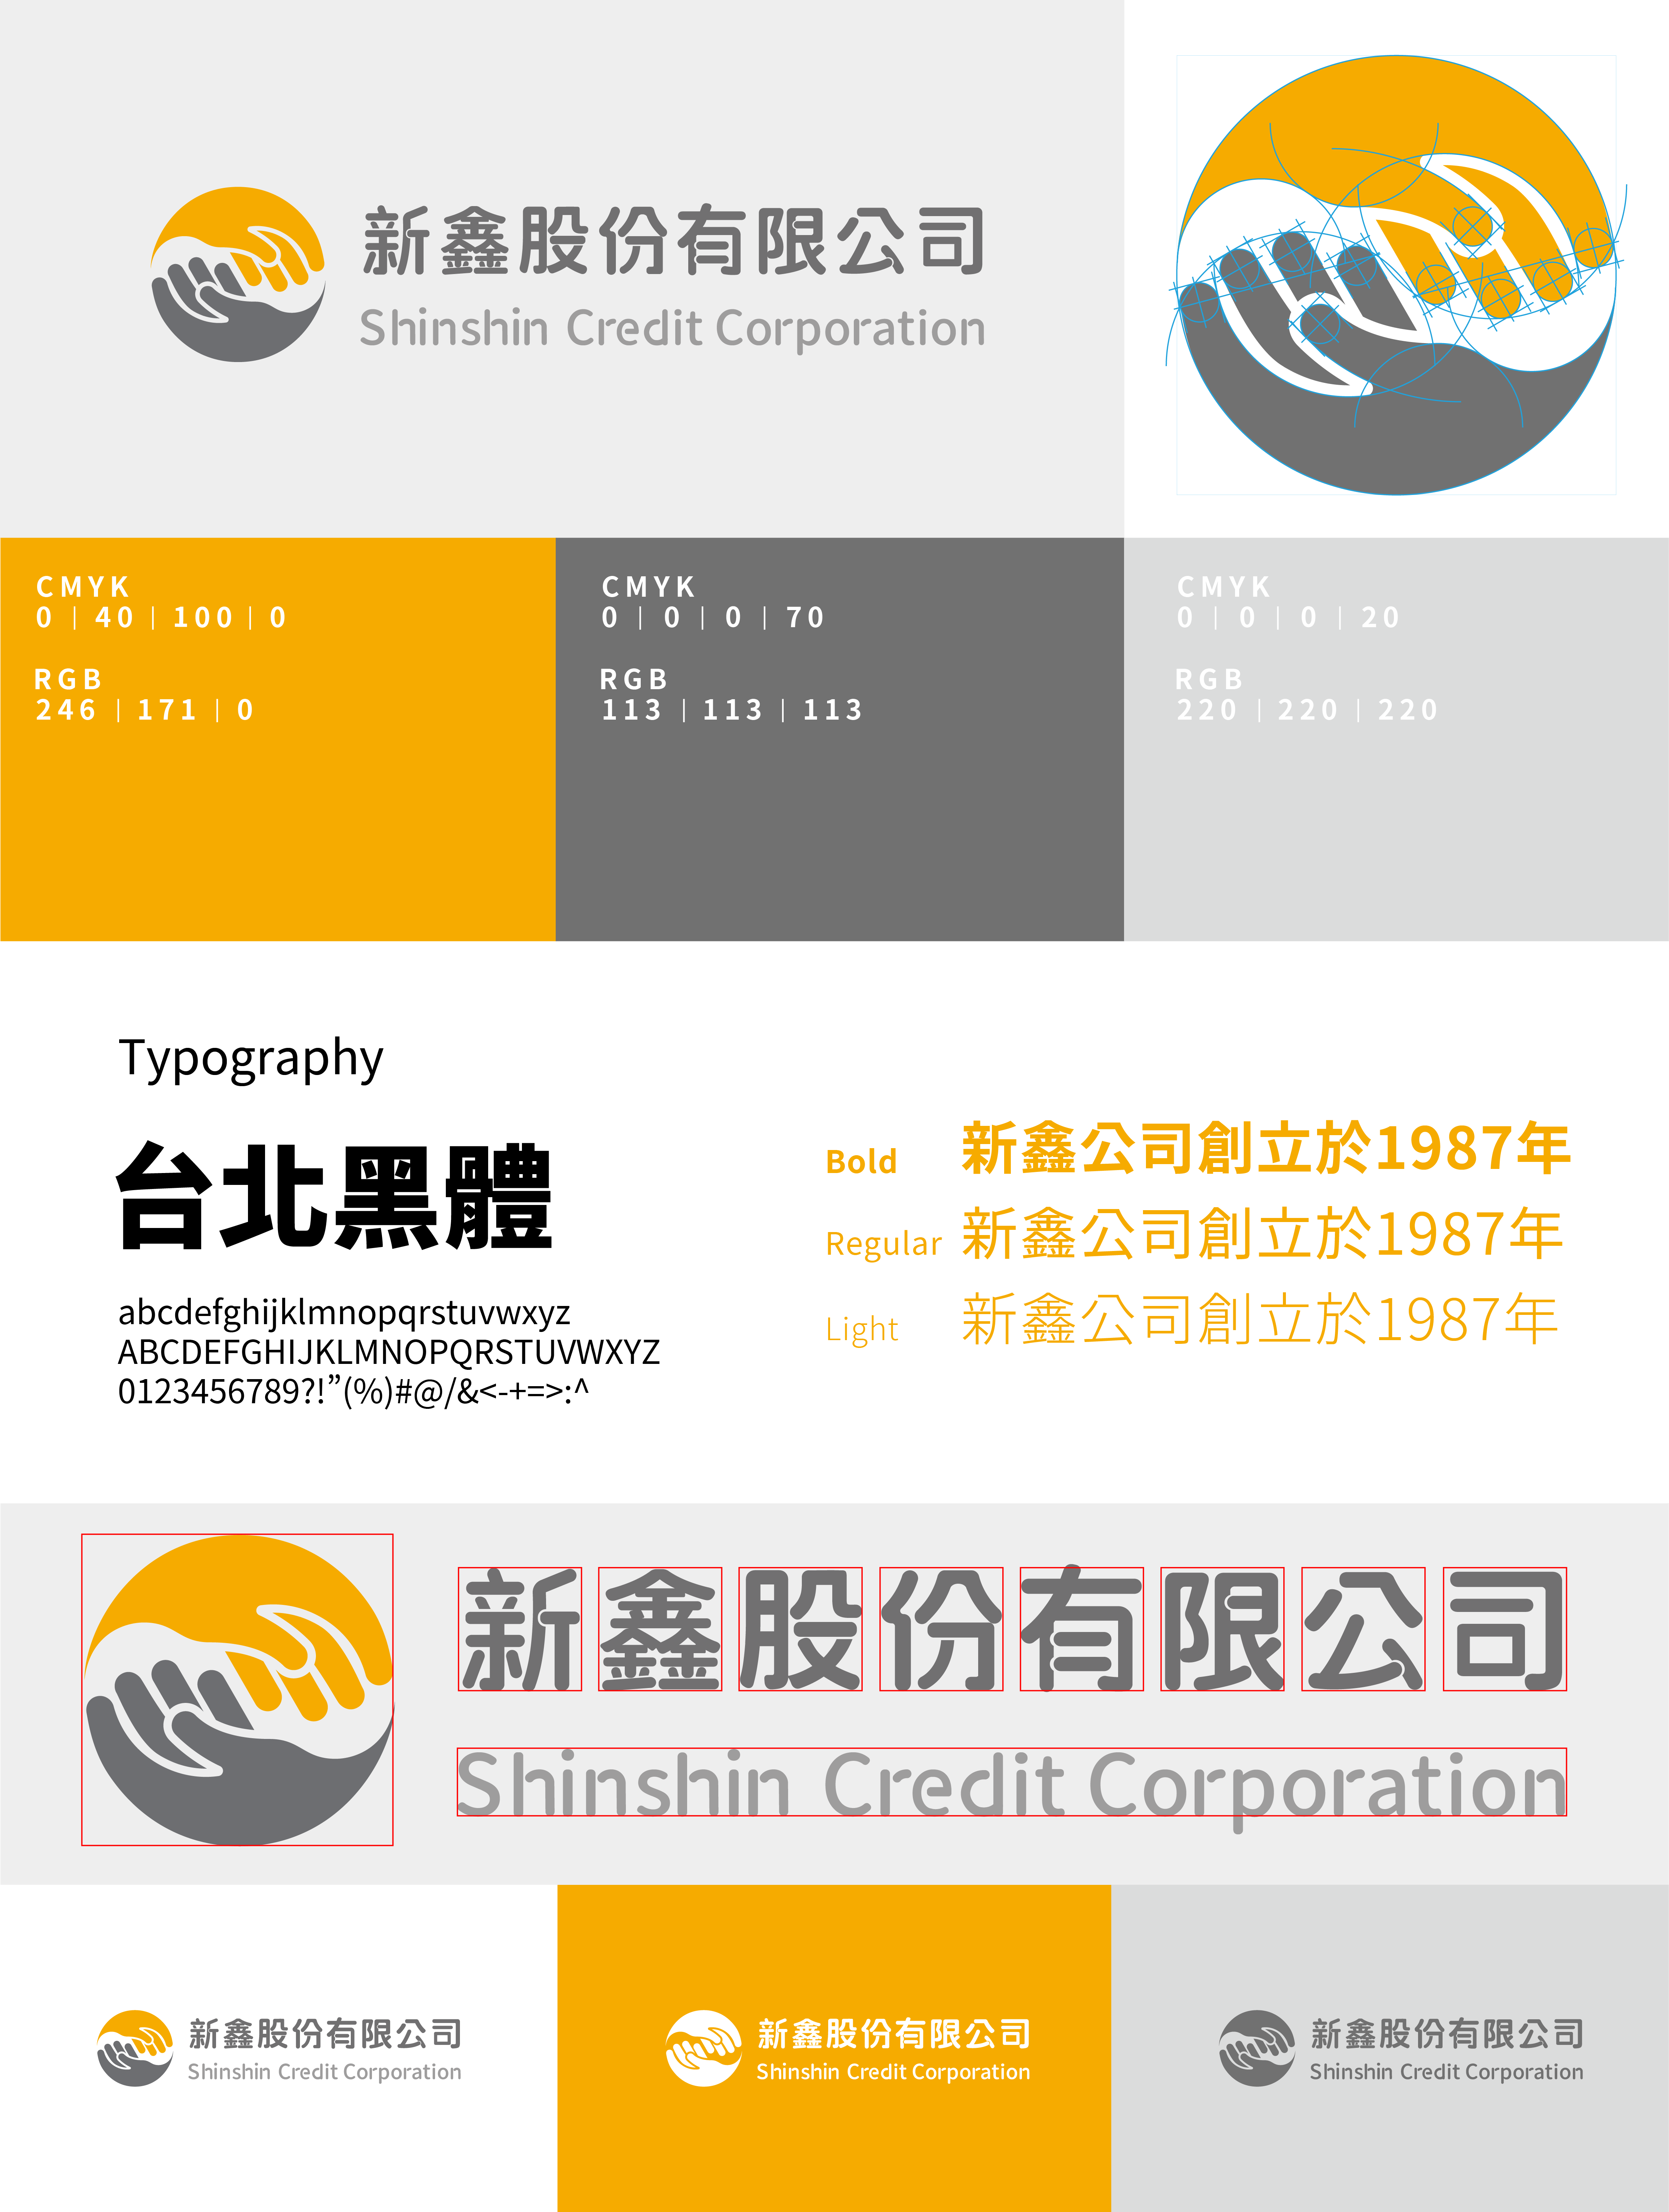 新鑫股份有限公司
Shinshin Credit Corporation
CMYK
0 | 40 | 100 | 0
RGB
246 | 171 | 0
CMYK
0 | 0 | 0 | 70
RGB
113 | 113 | 113
CMYK
0 | 0 | 0 | 20
RGB
220 | 220 | 220
Typography
台北黑體
abcdefghijklmnopqrstuvwxyz
ABCDEFGHIJKLMNOPQRSTUVWXYZ
0123456789?!”(%)#@/&<-+=>:^
Bold 新鑫公司創立於1987年
Regular 新鑫公司創立於1987年
Light 新鑫公司創立於1987年
新鑫股份有限公司
Shinshin Credit Corporation
新鑫股份有限公司
Shinshin Credit Corporation
新鑫股份有限公司
Shinshin Credit Corporation
新鑫股份有限公司
Shinshin Credit Corporation